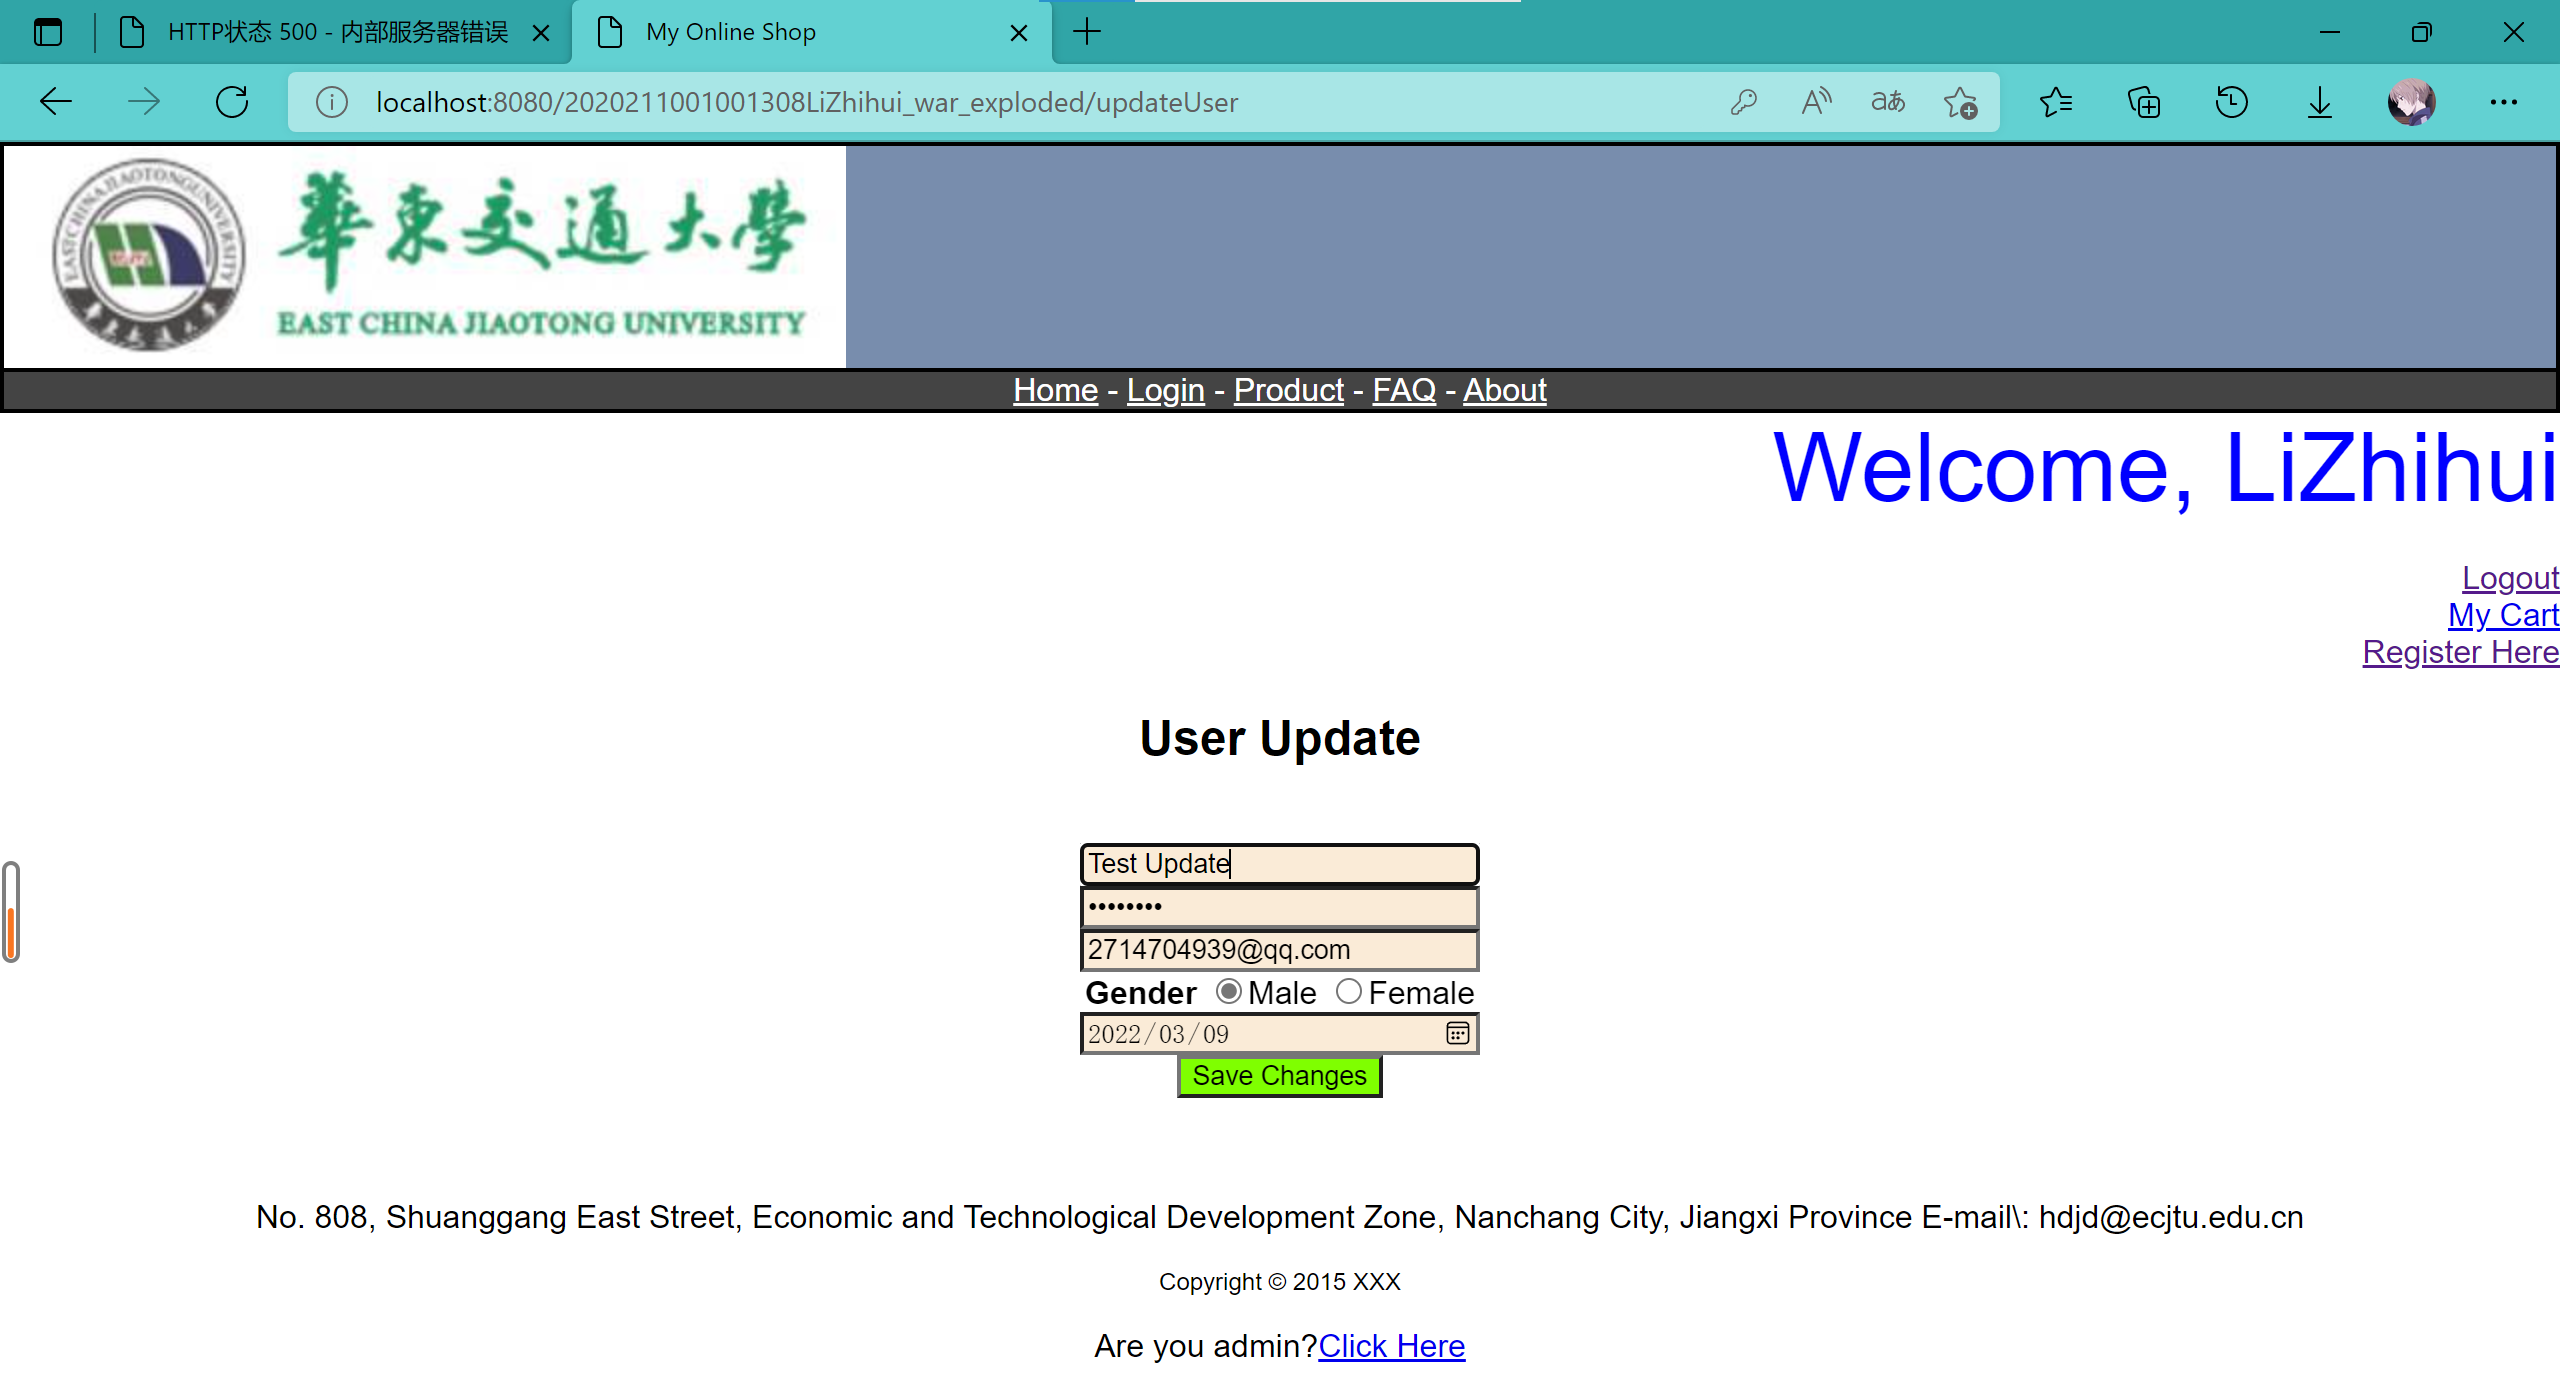 HTTP状态 500 - 内部服务器错误
My Online Shop
localhost:8080/2020211001001308LiZhihui_war_exploded/updateUser
EASTCHINAJIAOTONGUNIVERSITY
華東交通大學
EAST CHINA JIAOTONG UNIVERSITY
Home - Login - Product - FAQ - About
Welcome, LiZhihui
Logout
My Cart
Register Here
User Update
Test Update
••••••••
2714704939@qq.com
Gender Male Female
2022/03/09
Save Changes
No. 808, Shuanggang East Street, Economic and Technological Development Zone, Nanchang City, Jiangxi Province E-mail\: hdjd@ecjtu.edu.cn
Copyright © 2015 XXX
Are you admin?Click Here